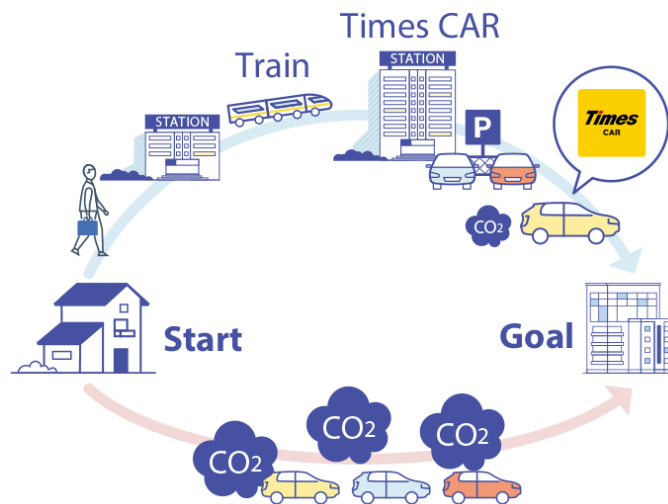 Times CAR
Train
STATION
STATION
P
Times
CAR
CO2
Start
Goal
CO2
CO2
CO2